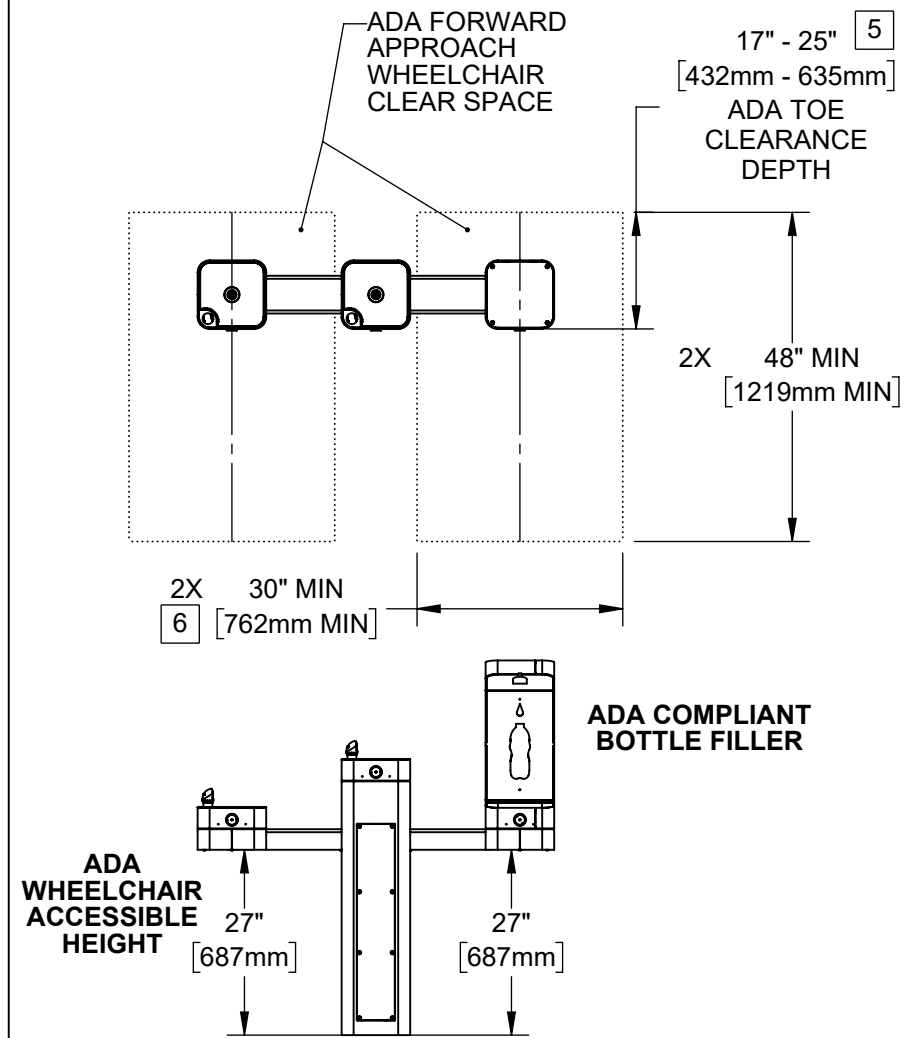 ADA FORWARD
APPROACH
WHEELCHAIR
CLEAR SPACE
17" - 25" 5
[432mm - 635mm]
ADA TOE
CLEARANCE
DEPTH
2X 48" MIN
[1219mm MIN]
2X 30" MIN
6 [762mm MIN]
ADA COMPLIANT
BOTTLE FILLER
ADA
WHEELCHAIR
ACCESSIBLE
HEIGHT
27"
[687mm]
27"
[687mm]